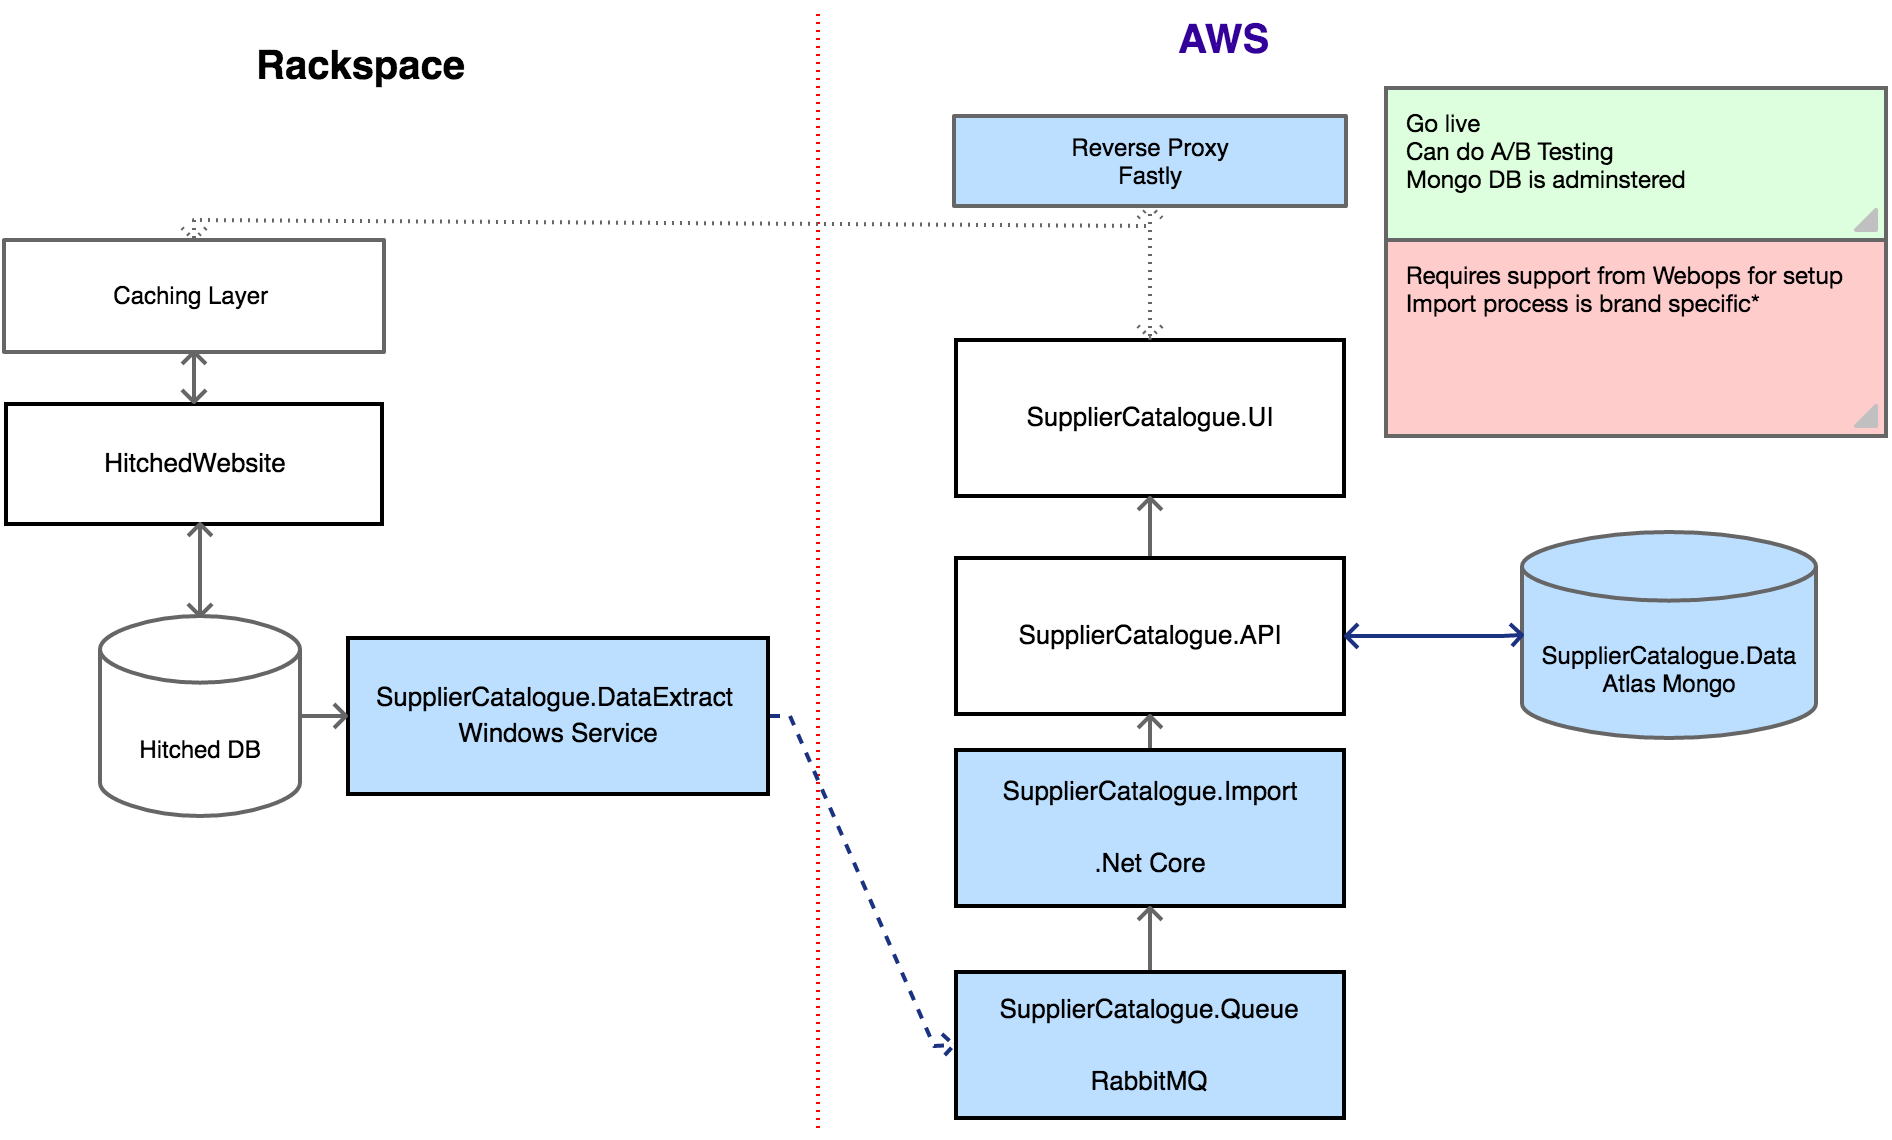 Rackspace
AWS
Reverse Proxy
Fastly
Go live
Can do A/B Testing
Mongo DB is adminstered
Requires support from Webops for setup
Import process is brand specific*
Caching Layer
HitchedWebsite
Hitched DB
SupplierCatalogue.DataExtract
Windows Service
SupplierCatalogue.UI
SupplierCatalogue.API
SupplierCatalogue.Data
Atlas Mongo
SupplierCatalogue.Import
.Net Core
SupplierCatalogue.Queue
RabbitMQ